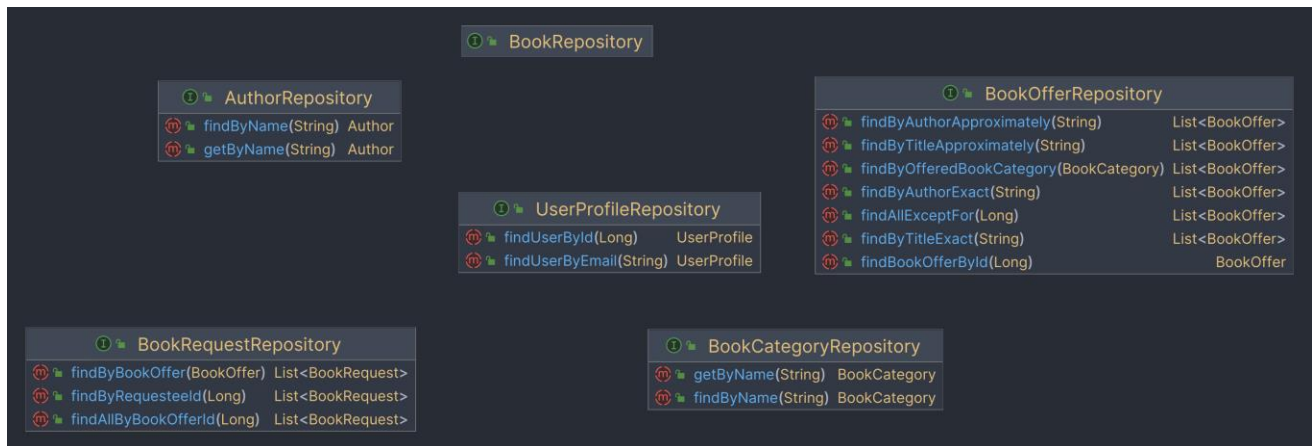 BookRepository
AuthorRepository
findByName(String) Author
getByName(String) Author
BookOfferRepository
findByAuthorApproximately(String) List<BookOffer>
findByTitleApproximately(String) List<BookOffer>
findByOfferedBookCategory(BookCategory) List<BookOffer>
findByAuthorExact(String) List<BookOffer>
findAllExceptFor(Long) List<BookOffer>
findByTitleExact(String) List<BookOffer>
findBookOfferById(Long) BookOffer
UserProfileRepository
findUserById(Long) UserProfile
findUserByEmail(String) UserProfile
BookRequestRepository
findByBookOffer(BookOffer) List<BookRequest>
findByRequesteeId(Long) List<BookRequest>
findAllByBookOfferId(Long) List<BookRequest>
BookCategoryRepository
getByName(String) BookCategory
findByName(String) BookCategory